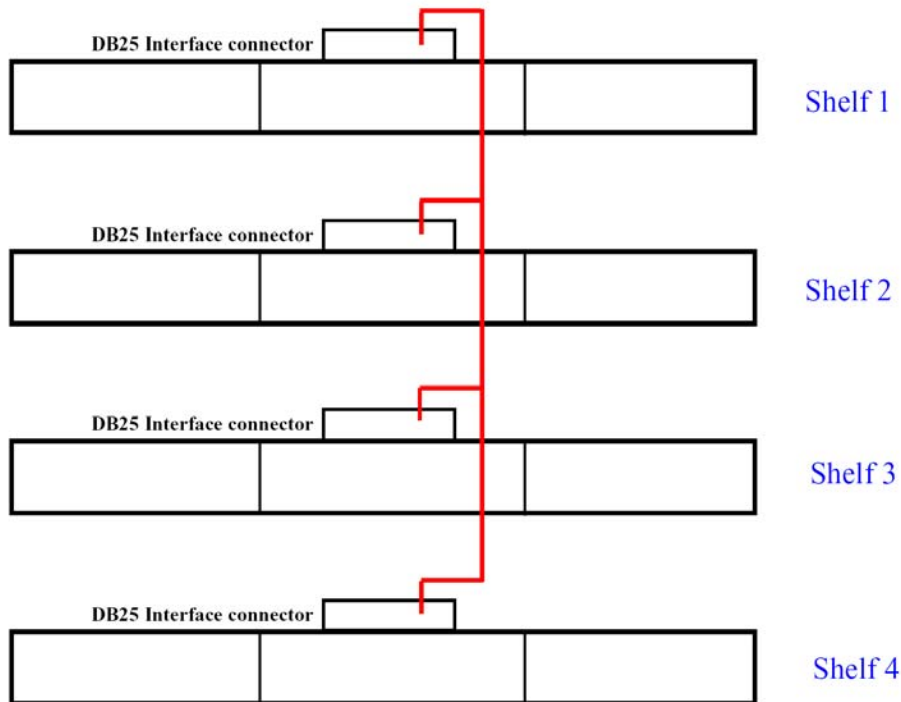 DB25 Interface connector
Shelf 1
DB25 Interface connector
Shelf 2
DB25 Interface connector
Shelf 3
DB25 Interface connector
Shelf 4